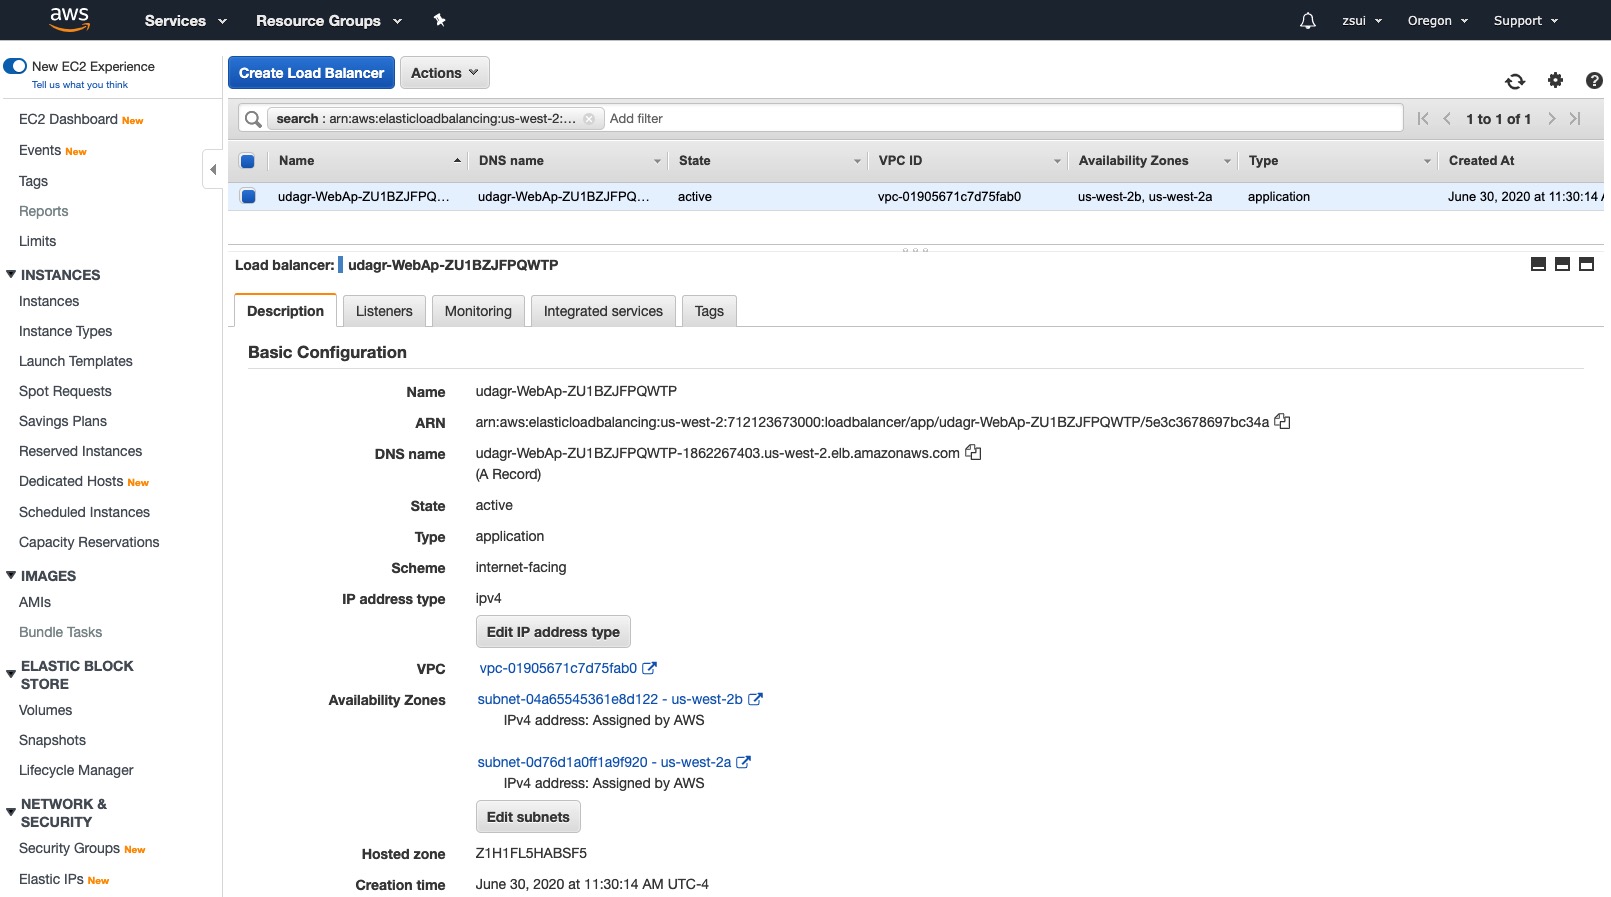 aws Services Resource Groups zsui Oregon Support
New EC2 Experience
Tell us what you think
EC2 Dashboard New
Events New
Tags
Reports
Limits
INSTANCES
Instances
Instance Types
Launch Templates
Spot Requests
Savings Plans
Reserved Instances
Dedicated Hosts New
Scheduled Instances
Capacity Reservations
IMAGES
AMIs
Bundle Tasks
ELASTIC BLOCK
STORE
Volumes
Snapshots
Lifecycle Manager
NETWORK &
SECURITY
Security Groups New
Elastic IPs New
Create Load Balancer Actions
search : arn:aws:elasticloadbalancing:us-west-2:... Add filter 1 to 1 of 1
Name DNS name State VPC ID Availability Zones Type Created At
udagr-WebAp-ZU1BZJFPQ... udagr-WebAp-ZU1BZJFPQ... active vpc-01905671c7d75fab0 us-west-2b, us-west-2a application June 30, 2020 at 11:30:14 A
Load balancer: udagr-WebAp-ZU1BZJFPQWTP
Description Listeners Monitoring Integrated services Tags
Basic Configuration
Name udagr-WebAp-ZU1BZJFPQWTP
ARN arn:aws:elasticloadbalancing:us-west-2:712123673000:loadbalancer/app/udagr-WebAp-ZU1BZJFPQWTP/5e3c3678697bc34a
DNS name udagr-WebAp-ZU1BZJFPQWTP-1862267403.us-west-2.elb.amazonaws.com
(A Record)
State active
Type application
Scheme internet-facing
IP address type ipv4
Edit IP address type
VPC vpc-01905671c7d75fab0
Availability Zones subnet-04a65545361e8d122 - us-west-2b
IPv4 address: Assigned by AWS
subnet-0d76d1a0ff1a9f920 - us-west-2a
IPv4 address: Assigned by AWS
Edit subnets
Hosted zone Z1H1FL5HABSF5
Creation time June 30, 2020 at 11:30:14 AM UTC-4